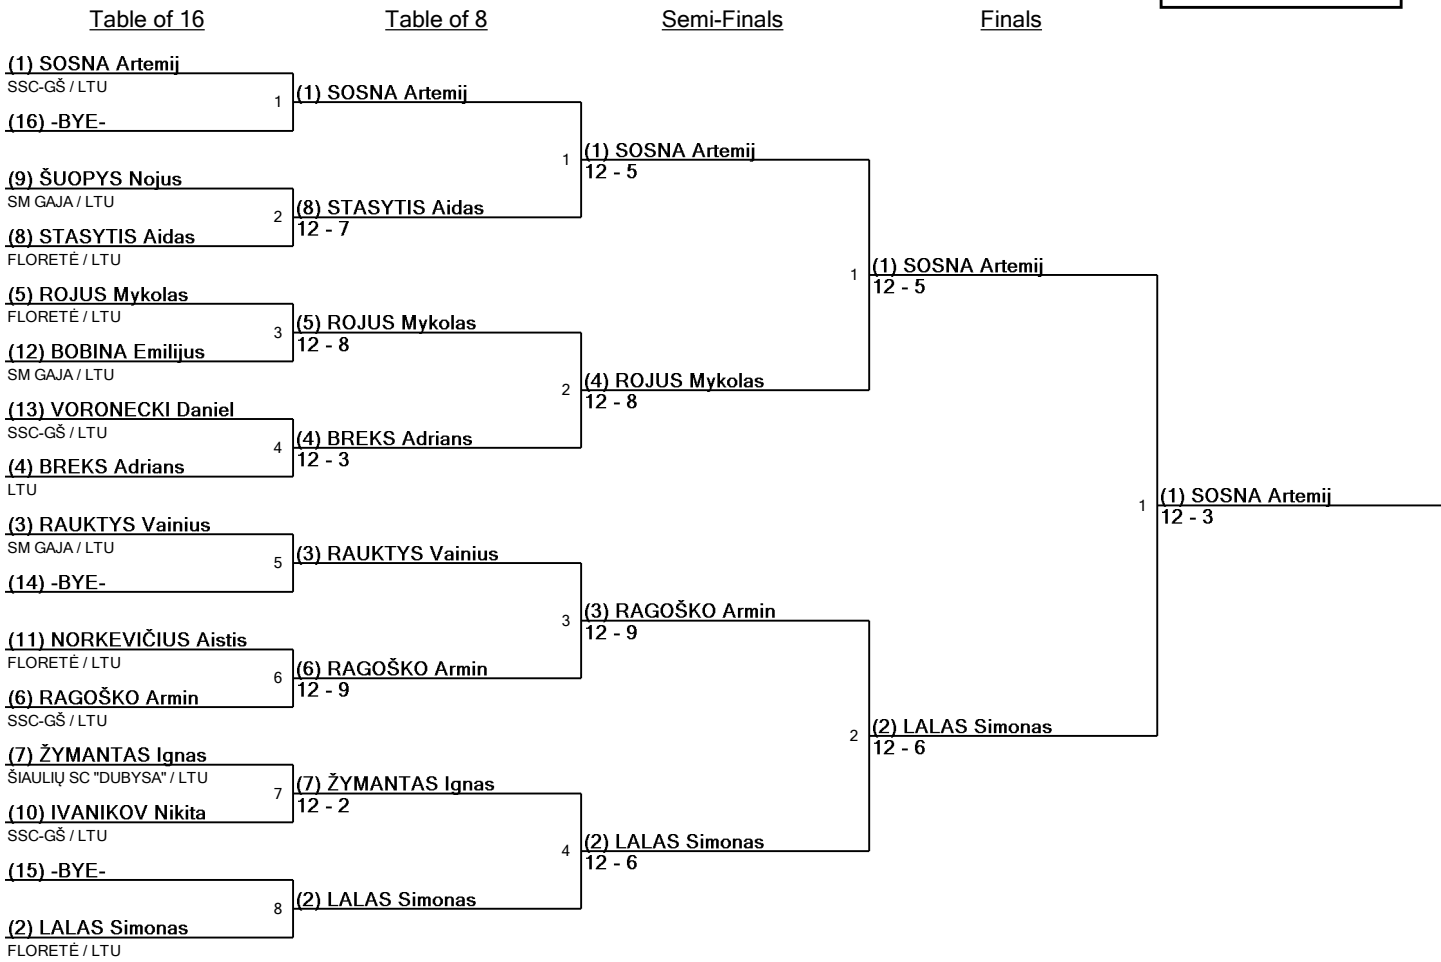 Table of 16
Table of 8
Semi-Finals
Finals
(1) SOSNA Artemij
SSC-GŠ / LTU
1
(16) -BYE-
(9) ŠUOPYS Nojus
SM GAJA / LTU
2
(8) STASYTIS Aidas
FLORETĖ / LTU
(5) ROJUS Mykolas
FLORETĖ / LTU
3
(12) BOBINA Emilijus
SM GAJA / LTU
(13) VORONECKI Daniel
SSC-GŠ / LTU
4
(4) BREKS Adrians
LTU
(3) RAUKTYS Vainius
SM GAJA / LTU
5
(14) -BYE-
(11) NORKEVIČIUS Aistis
FLORETĖ / LTU
6
(6) RAGOŠKO Armin
SSC-GŠ / LTU
(7) ŽYMANTAS Ignas
ŠIAULIŲ SC "DUBYSA" / LTU
7
(10) IVANIKOV Nikita
SSC-GŠ / LTU
(15) -BYE-
8
(2) LALAS Simonas
FLORETĖ / LTU
(1) SOSNA Artemij
1
(8) STASYTIS Aidas
12 - 7
(5) ROJUS Mykolas
12 - 8
2
(4) BREKS Adrians
12 - 3
(3) RAUKTYS Vainius
3
(6) RAGOŠKO Armin
12 - 9
(7) ŽYMANTAS Ignas
12 - 2
4
(2) LALAS Simonas
(1) SOSNA Artemij
12 - 5
1
(4) ROJUS Mykolas
12 - 8
(3) RAGOŠKO Armin
12 - 9
2
(2) LALAS Simonas
12 - 6
(1) SOSNA Artemij
12 - 5
1
(2) LALAS Simonas
12 - 6
(1) SOSNA Artemij
12 - 3